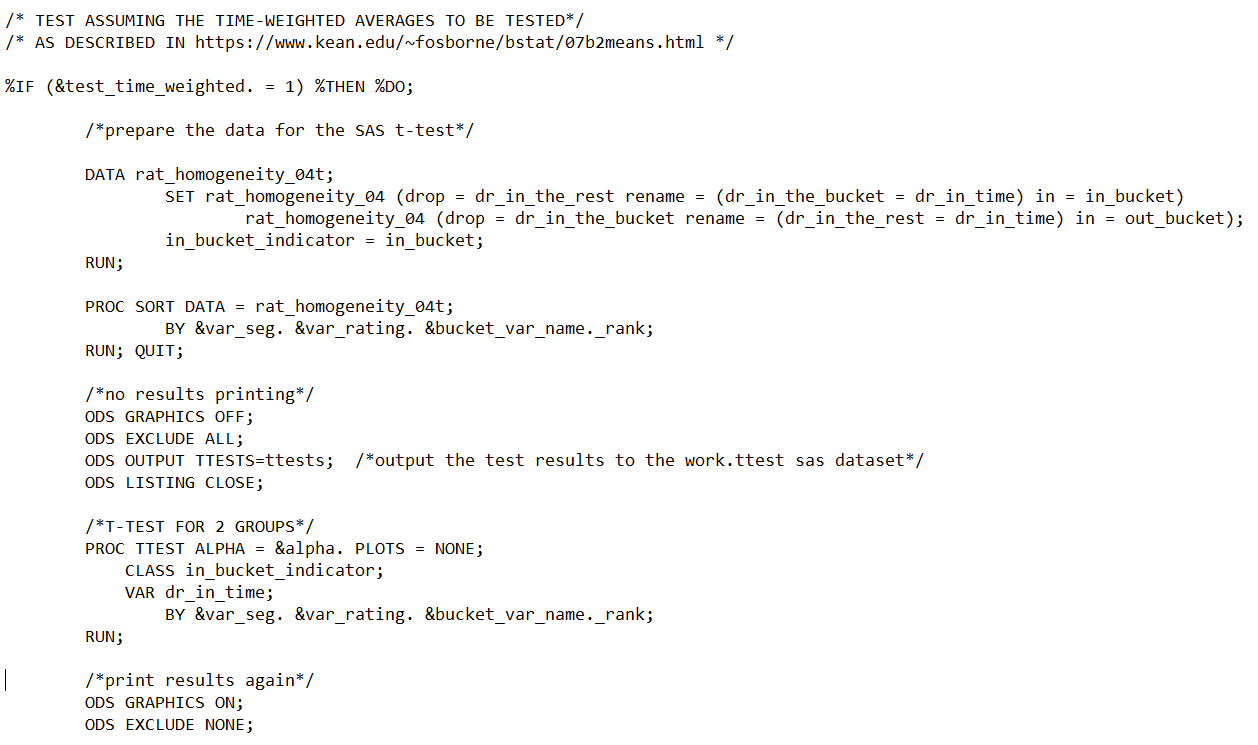 /* TEST ASSUMING THE TIME-WEIGHTED AVERAGES TO BE TESTED*/
/* AS DESCRIBED IN https://www.kean.edu/~fosborne/bstat/07b2means.html */
%IF (&test_time_weighted. = 1) %THEN %DO;
/*prepare the data for the SAS t-test*/
DATA rat_homogeneity_04t;
SET rat_homogeneity_04 (drop = dr_in_the_rest rename = (dr_in_the_bucket = dr_in_time) in = in_bucket)
rat_homogeneity_04 (drop = dr_in_the_bucket rename = (dr_in_the_rest = dr_in_time) in = out_bucket);
in_bucket_indicator = in_bucket;
RUN;
PROC SORT DATA = rat_homogeneity_04t;
BY &var_seg. &var_rating. &bucket_var_name._rank;
RUN; QUIT;
/*no results printing*/
ODS GRAPHICS OFF;
ODS EXCLUDE ALL;
ODS OUTPUT TTESTS=ttests;  /*output the test results to the work.ttest sas dataset*/
ODS LISTING CLOSE;
/*T-TEST FOR 2 GROUPS*/
PROC TTEST ALPHA = &alpha. PLOTS = NONE;
CLASS in_bucket_indicator;
VAR dr_in_time;
BY &var_seg. &var_rating. &bucket_var_name._rank;
RUN;
/*print results again*/
ODS GRAPHICS ON;
ODS EXCLUDE NONE;